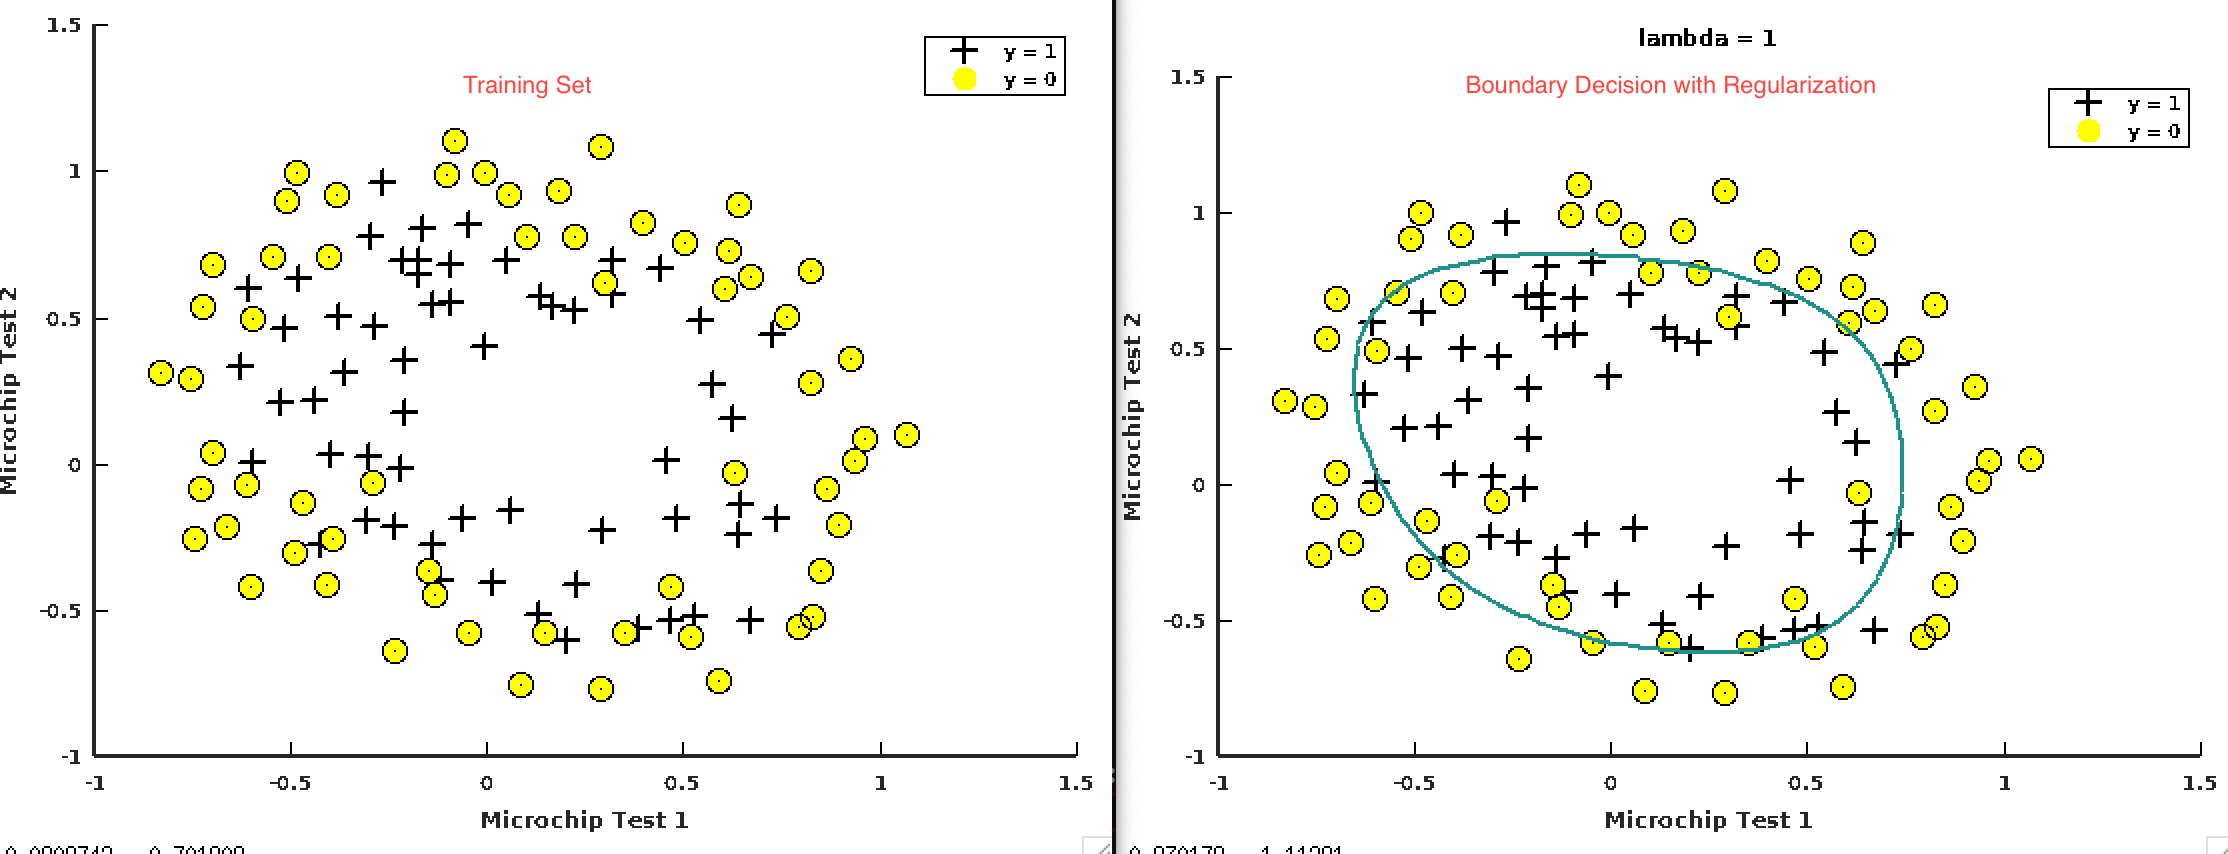 1.5
y = 1
y = 0
Training Set
1
0.5
0
-0.5
-1
-1
-0.5
0
0.5
1
1.5
Microchip Test 1
Microchip Test 2
lambda = 1
1.5
Boundary Decision with Regularization
y = 1
y = 0
1
0.5
0
-0.5
-1
-1
-0.5
0
0.5
1
1.5
Microchip Test 1
Microchip Test 2